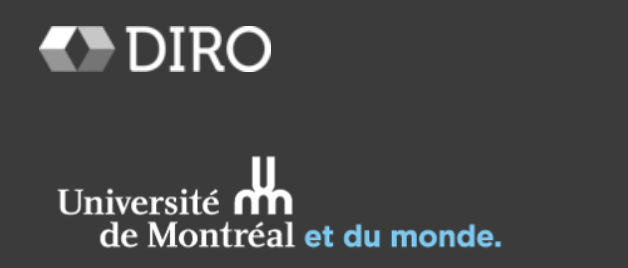 DIRO
Université
de Montréal et du monde.